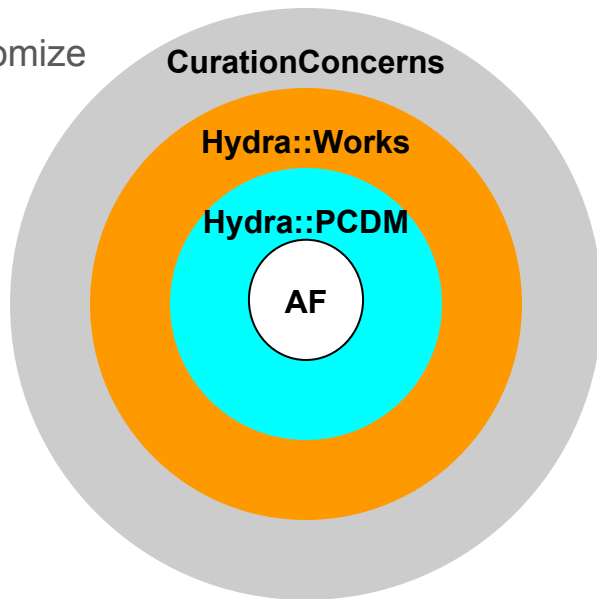 omize
CurationConcerns
Hydra::Works
Hydra::PCDM
AF